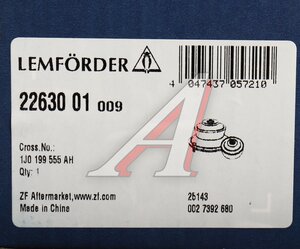 LEMFÖRDER
22630 01 009
4 047437 057210
Cross.No.:
1J0 199 555 AH
Qty: 1
ZF Aftermarket,www.zf.com
Made in China
25143
002 7392 680